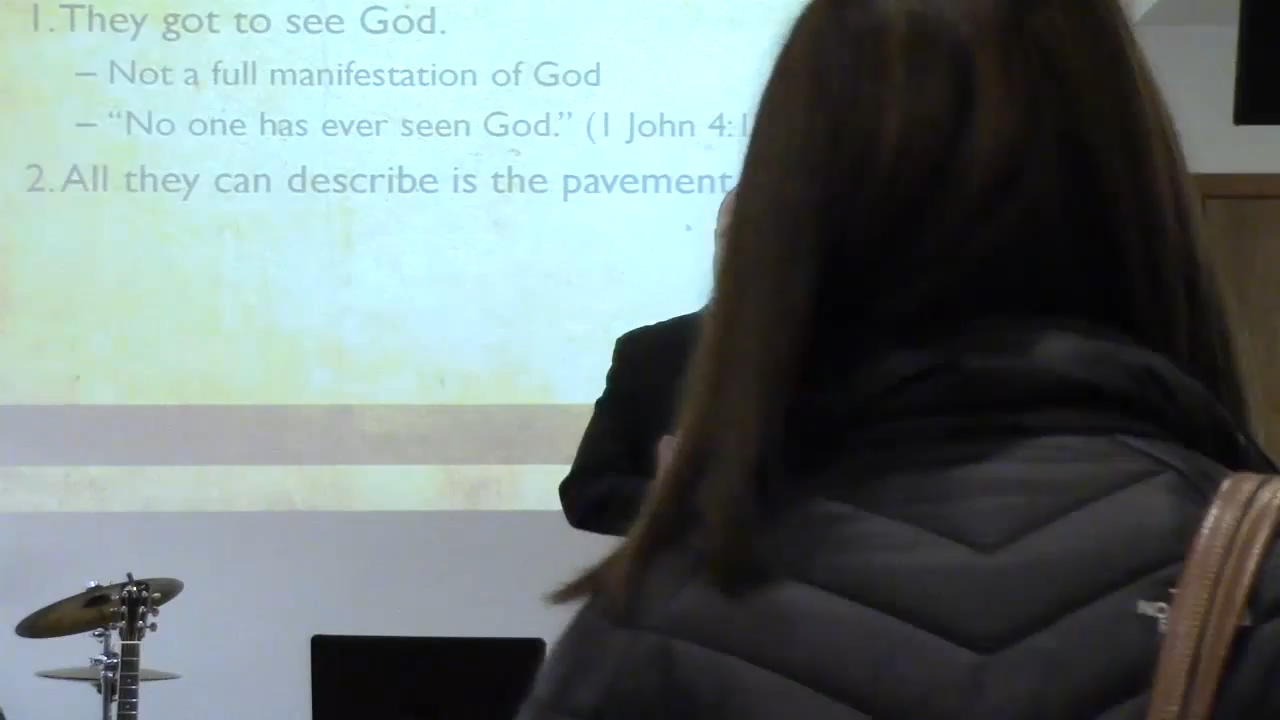 1. They got to see God.
– Not a full manifestation of God
– “No one has ever seen God.” (1 John 4:1
2. All they can describe is the pavement